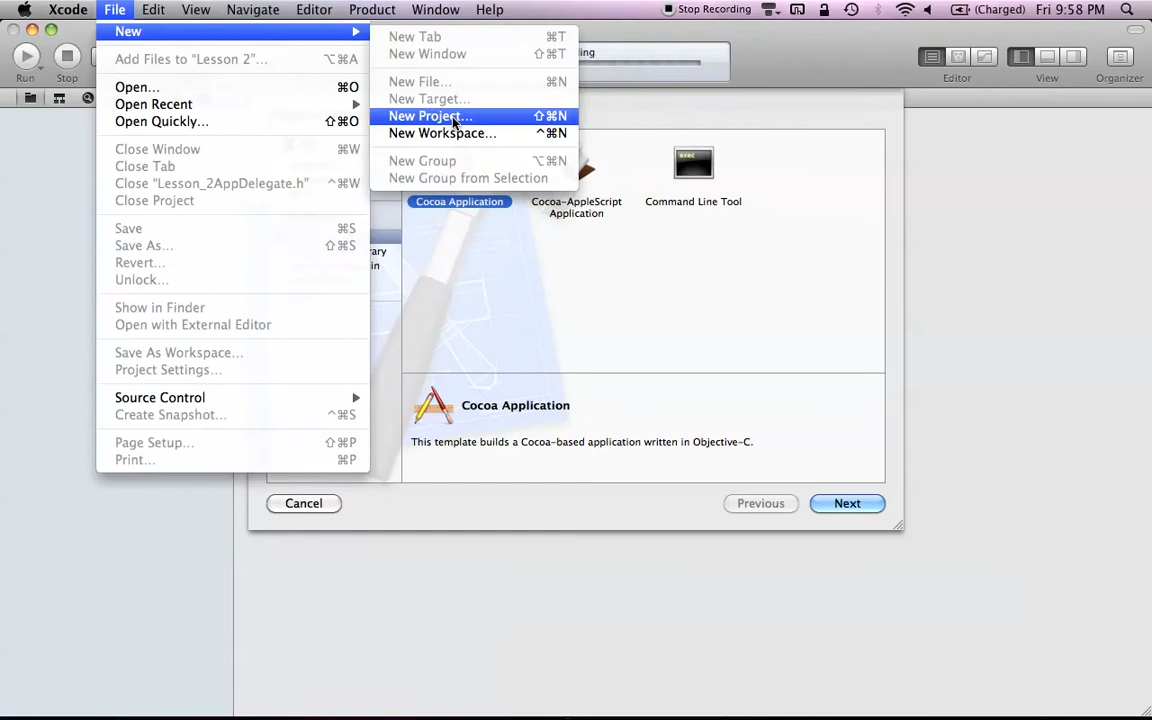 Xcode File Edit View Navigate Editor Product Window Help Stop Recording (Charged) Fri 9:58 PM
New
Add Files to "Lesson 2"... ⌥⌘A
Open... ⌘O
Open Recent
Open Quickly... ⇧⌘O
Close Window ⌘W
Close Tab
Close "Lesson_2AppDelegate.h" ^⌘W
Close Project
Save ⌘S
Save As... ⇧⌘S
Revert...
Unlock...
Show in Finder
Open with External Editor
Save As Workspace...
Project Settings...
Source Control
Create Snapshot... ^⌘S
Page Setup... ⇧⌘P
Print... ⌘P
New Tab ⌘T
New Window ⇧⌘T
New File... ⌘N
New Target...
New Project... ⇧⌘N
New Workspace... ^⌘N
New Group ⌥⌘N
New Group from Selection
Run Stop
Editor View Organizer
exec
Cocoa Application
Cocoa-AppleScript
Application
Command Line Tool
Cocoa Application
This template builds a Cocoa-based application written in Objective-C.
Cancel Previous Next